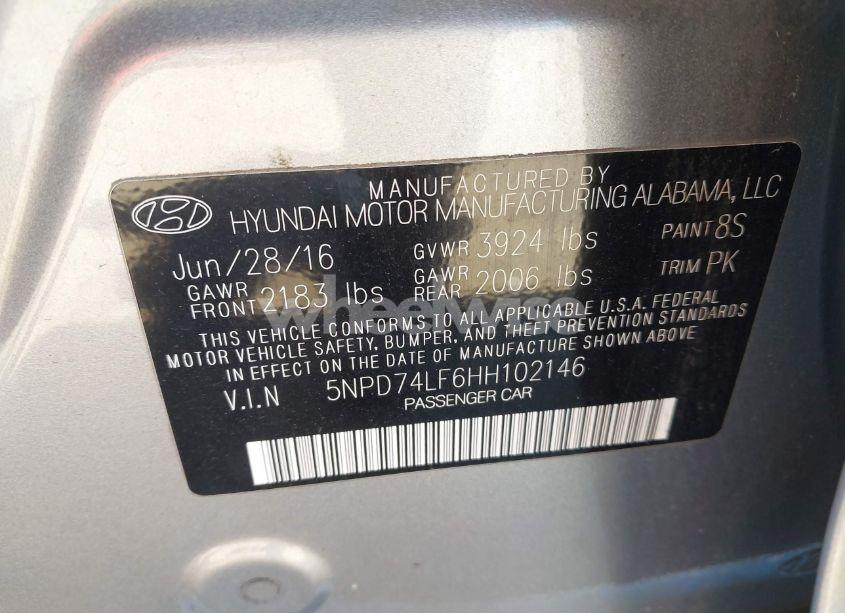 MANUFACTURED BY
HYUNDAI MOTOR MANUFACTURING ALABAMA, LLC
Jun/28/16 GVWR 3924 lbs PAINT 8S
GAWR FRONT 2183 lbs GAWR REAR 2006 lbs TRIM PK
THIS VEHICLE CONFORMS TO ALL APPLICABLE U.S.A. FEDERAL
MOTOR VEHICLE SAFETY, BUMPER, AND THEFT PREVENTION STANDARDS
IN EFFECT ON THE DATE OF MANUFACTURE SHOWN ABOVE
V.I.N 5NPD74LF6HH102146
PASSENGER CAR